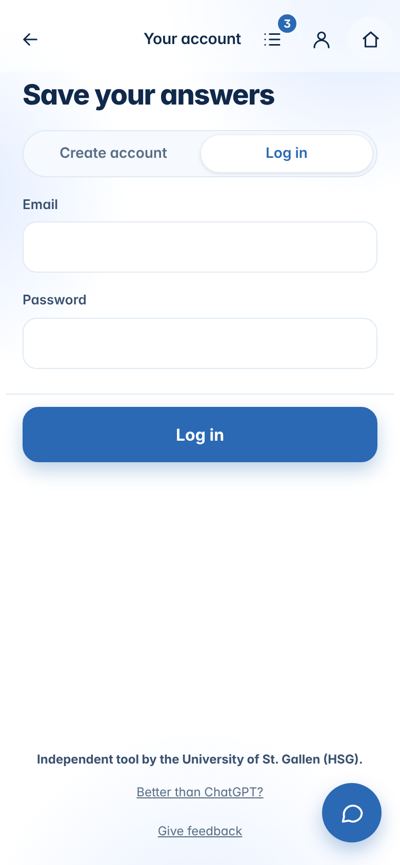 Your account
3
Save your answers
Create account
Log in
Email
Password
Log in
Independent tool by the University of St. Gallen (HSG).
Better than ChatGPT?
Give feedback